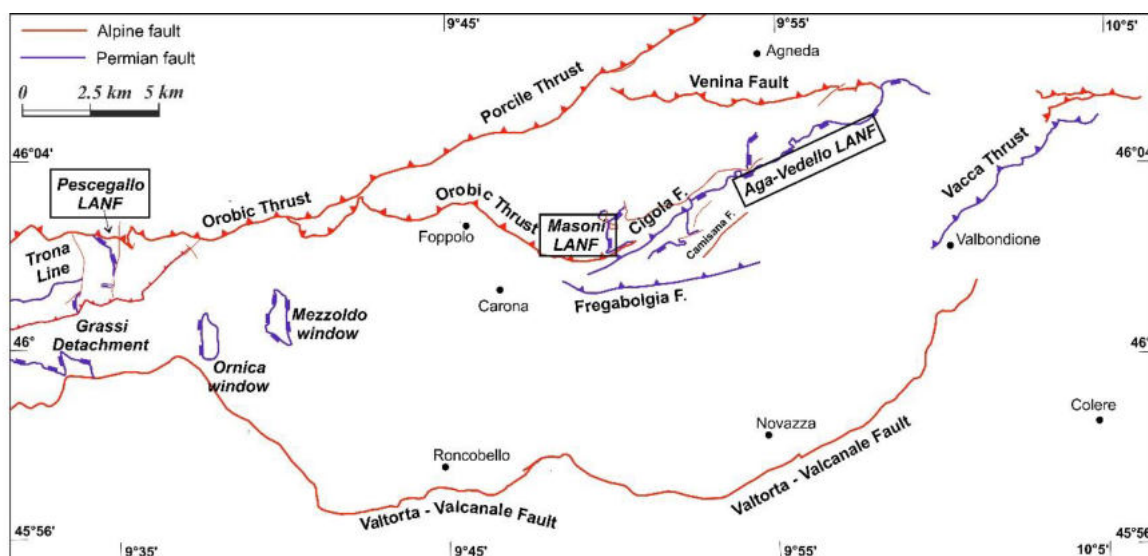 9°45'
9°55'
10°5'
Alpine fault
Permian fault
0 2.5 km 5 km
Agneda
Venina Fault
Porcile Thrust
46°04'
46°04'
Pescegallo
LANF
Orobic Thrust
Orobic Thrust
Foppolo
Masoni
LANF
Cigola F.
Aga-Vedello LANF
Camisana F.
Vacca Thrust
Valbondione
Trona
Line
Carona
Fregabolgia F.
Grassi
Detachment
Mezzoldo
window
Ornica
window
46°
46°
Colere
Novazza
Roncobello
Valtorta - Valcanale Fault
Valtorta - Valcanale Fault
45°56'
45°56'
9°35'
9°45'
9°55'
10°5'